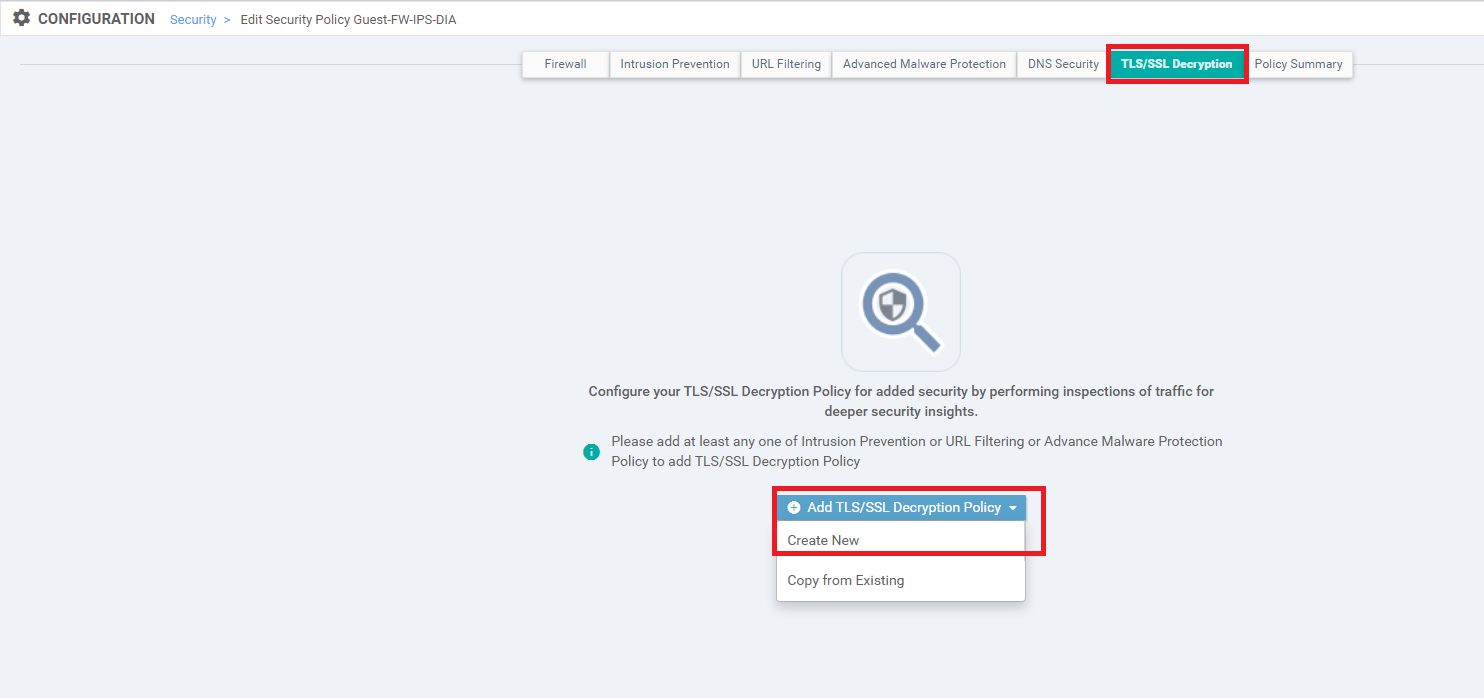 CONFIGURATION Security > Edit Security Policy Guest-FW-IPS-DIA
Firewall Intrusion Prevention URL Filtering Advanced Malware Protection DNS Security TLS/SSL Decryption Policy Summary
Configure your TLS/SSL Decryption Policy for added security by performing inspections of traffic for
deeper security insights.
Please add at least any one of Intrusion Prevention or URL Filtering or Advance Malware Protection
Policy to add TLS/SSL Decryption Policy
Add TLS/SSL Decryption Policy
Create New
Copy from Existing